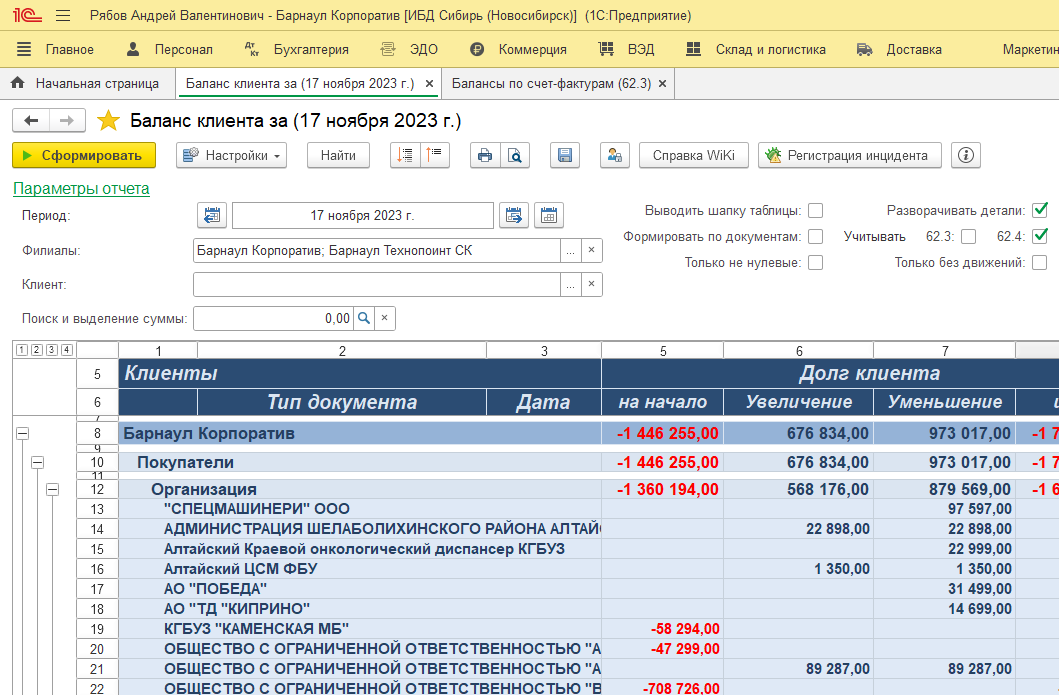 1С Рябов Андрей Валентинович - Барнаул Корпоратив [ИБД Сибирь (Новосибирск)] (1С:Предприятие)
Главное Персонал Дт Кт Бухгалтерия ЭДО Коммерция ВЭД Склад и логистика Доставка Маркетин
Начальная страница Баланс клиента за (17 ноября 2023 г.) × Балансы по счет-фактурам (62.3) ×
Баланс клиента за (17 ноября 2023 г.)
Сформировать Настройки Найти Справка WiKi Регистрация инцидента
Параметры отчета
Период: 17 ноября 2023 г. Выводить шапку таблицы: Разворачивать детали:
Филиалы: Барнаул Корпоратив; Барнаул Технопоинт СК ... × Формировать по документам: Учитывать 62.3: 62.4:
Клиент: ... × Только не нулевые: Только без движений:
Поиск и выделение суммы: 0,00 ×
1 2 3 4 1 2 3 5 6 7
5 Клиенты Долг клиента
6 Тип документа Дата на начало Увеличение Уменьшение
8 Барнаул Корпоратив -1 446 255,00 676 834,00 973 017,00 -1 7
9
10 Покупатели -1 446 255,00 676 834,00 973 017,00 -1 7
11
12 Организация -1 360 194,00 568 176,00 879 569,00 -1 6
13 "СПЕЦМАШИНЕРИ" ООО 97 597,00
14 АДМИНИСТРАЦИЯ ШЕЛАБОЛИХИНСКОГО РАЙОНА АЛТАЙС 22 898,00 22 898,00
15 Алтайский Краевой онкологический диспансер КГБУЗ 22 999,00
16 Алтайский ЦСМ ФБУ 1 350,00 1 350,00
17 АО "ПОБЕДА" 31 499,00
18 АО "ТД "КИПРИНО" 14 699,00
19 КГБУЗ "КАМЕНСКАЯ МБ" -58 294,00
20 ОБЩЕСТВО С ОГРАНИЧЕННОЙ ОТВЕТСТВЕННОСТЬЮ "А -47 299,00
21 ОБЩЕСТВО С ОГРАНИЧЕННОЙ ОТВЕТСТВЕННОСТЬЮ "А 89 287,00 89 287,00
22 ОБЩЕСТВО С ОГРАНИЧЕННОЙ ОТВЕТСТВЕННОСТЬЮ "В -708 726,00